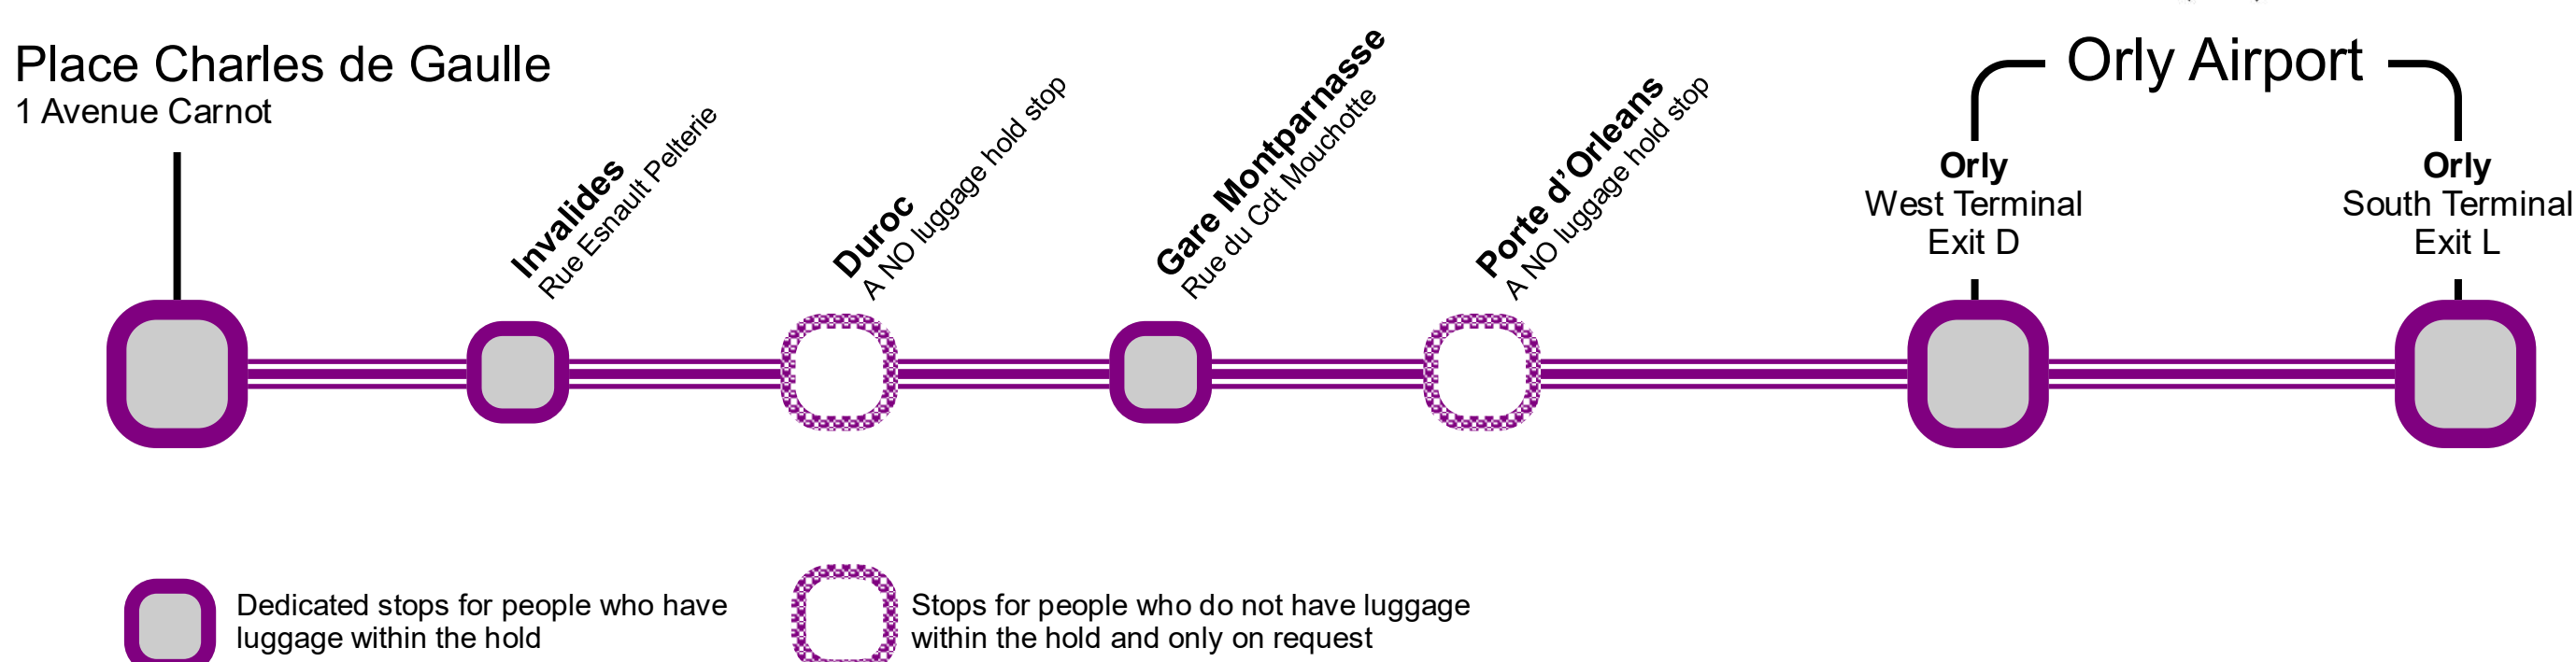 Place Charles de Gaulle
1 Avenue Carnot
Invalides
Rue Esnault Pelterie
Duroc
A NO luggage hold stop
Gare Montparnasse
Rue du Cdt Mouchotte
Porte d’Orleans
A NO luggage hold stop
Orly Airport
Orly
West Terminal
Exit D
Orly
South Terminal
Exit L
Dedicated stops for people who have
luggage within the hold
Stops for people who do not have luggage
within the hold and only on request